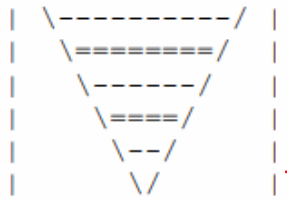 |  \----------/  |
|   \========/   |
|    \------/    |
|     \====/     |
|      \--/      |
|       \/       |